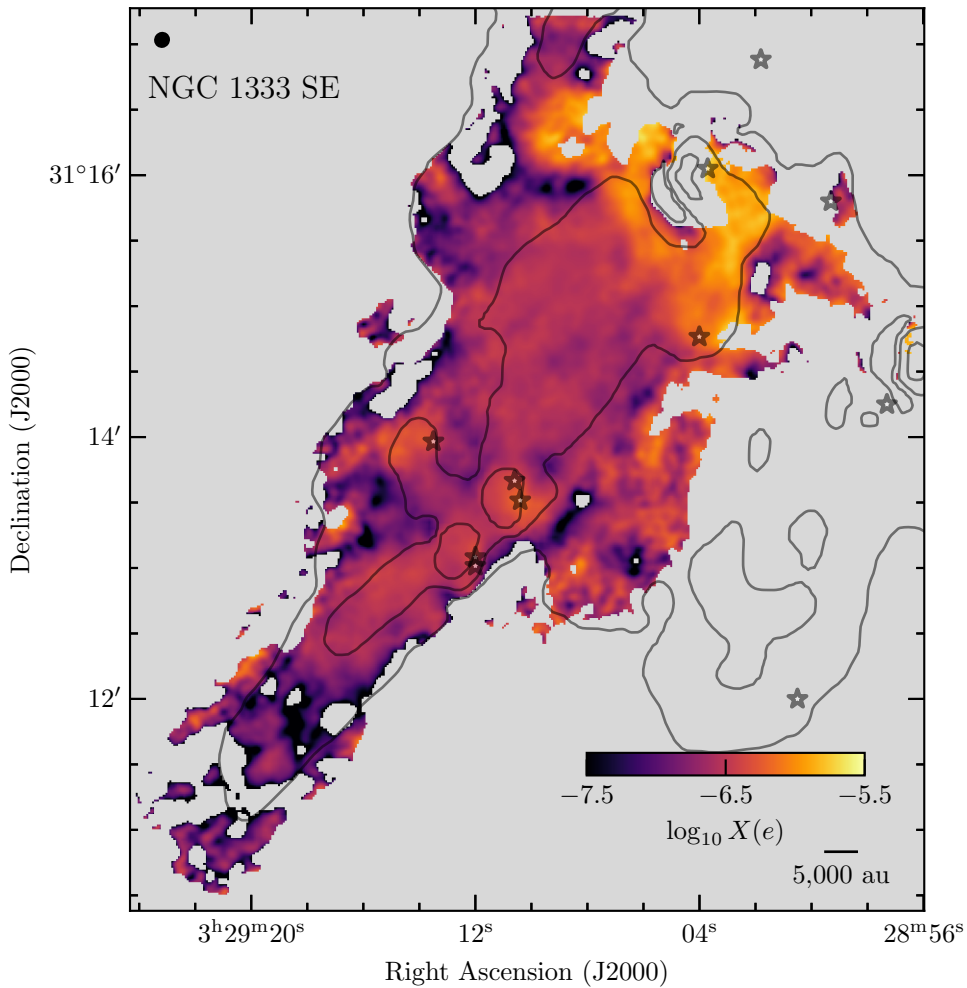 NGC 1333 SE
31°16′
14′
12′
Declination (J2000)
−7.5 −6.5 −5.5
log₁₀ X(e)
5,000 au
3ʰ29ᵐ20ˢ 12ˢ 04ˢ 28ᵐ56ˢ
Right Ascension (J2000)